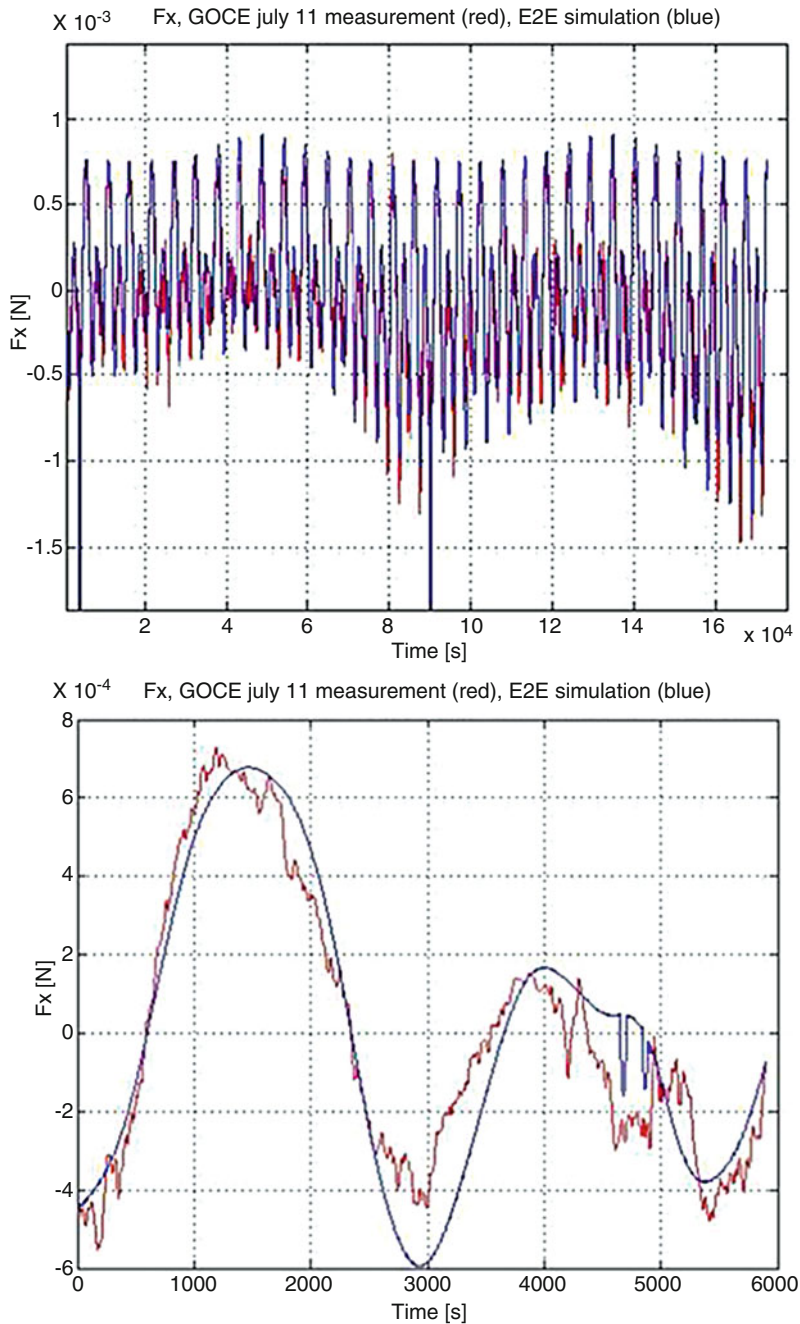 X 10-3 Fx, GOCE july 11 measurement (red), E2E simulation (blue)
1
0.5
0
-0.5
-1
-1.5
Fx [N]
2 4 6 8 10 12 14 16 x 10⁴
Time [s]
X 10-4 Fx, GOCE july 11 measurement (red), E2E simulation (blue)
8
6
4
2
0
-2
-4
-6
Fx [N]
0 1000 2000 3000 4000 5000 6000
Time [s]